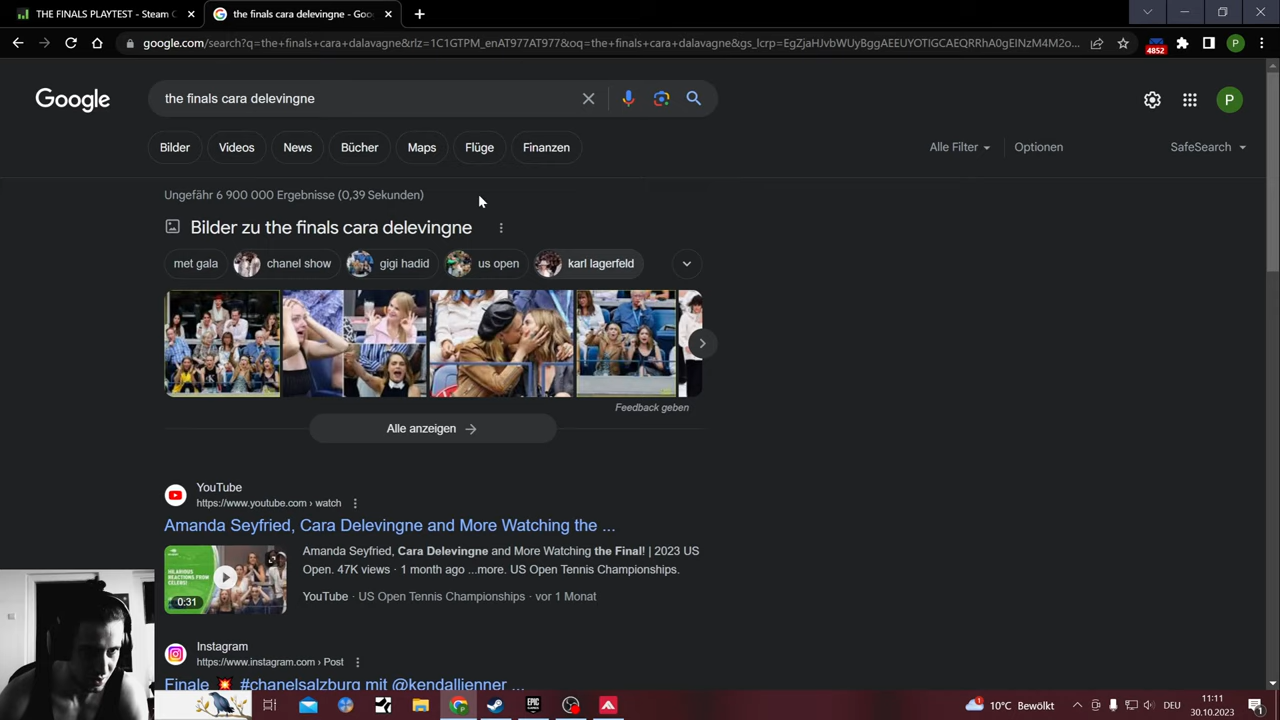 THE FINALS PLAYTEST - Steam C
the finals cara delevingne - Goo
google.com/search?q=the+finals+cara+dalavagne&rlz=1C1GTPM_enAT977AT977&oq=the+finals+cara+dalavagne&gs_lcrp=EgZjaHJvbWUyBggAEEUYOTIGCAEQRRhA0gEINzM4M2o...
4852
P
Google
the finals cara delevingne
P
Bilder
Videos
News
Bücher
Maps
Flüge
Finanzen
Alle Filter
Optionen
SafeSearch
Ungefähr 6 900 000 Ergebnisse (0,39 Sekunden)
Bilder zu the finals cara delevingne
met gala
chanel show
gigi hadid
us open
karl lagerfeld
Feedback geben
Alle anzeigen
YouTube
https://www.youtube.com › watch
Amanda Seyfried, Cara Delevingne and More Watching the ...
Amanda Seyfried, Cara Delevingne and More Watching the Final! | 2023 US
Open. 47K views · 1 month ago ...more. US Open Tennis Championships.
YouTube · US Open Tennis Championships · vor 1 Monat
HILARIOUS
REACTIONS FROM
CELEBS!
0:31
Instagram
https://www.instagram.com › Post
Finale 💥 #chanelsalzburg mit @kendalljenner ...
EPIC
GAMES
10°C Bewölkt
DEU
11:11
30.10.2023
1